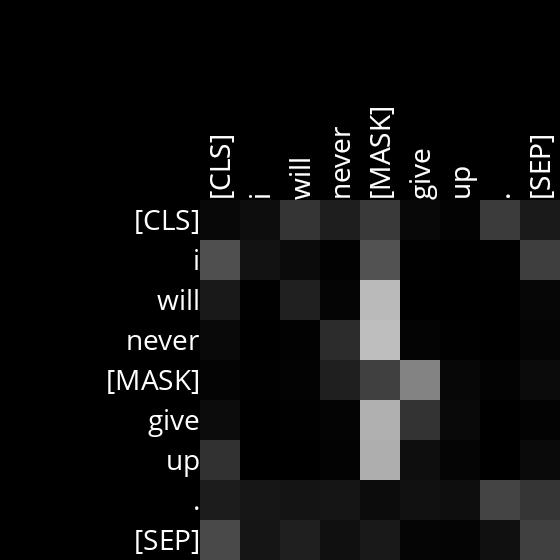 [CLS] i will never [MASK] give up . [SEP]
[CLS]
i
will
never
[MASK]
give
up
.
[SEP]